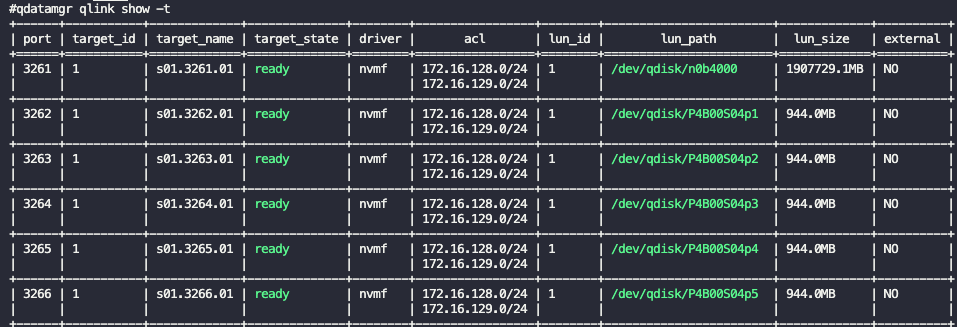 #qdatamgr qlink show -t
port | target_id | target_name | target_state | driver | acl | lun_id | lun_path | lun_size | external
3261 | 1 | s01.3261.01 | ready | nvmf | 172.16.128.0/24 | 1 | /dev/qdisk/n0b4000 | 1907729.1MB | NO
172.16.129.0/24
3262 | 1 | s01.3262.01 | ready | nvmf | 172.16.128.0/24 | 1 | /dev/qdisk/P4B00S04p1 | 944.0MB | NO
172.16.129.0/24
3263 | 1 | s01.3263.01 | ready | nvmf | 172.16.128.0/24 | 1 | /dev/qdisk/P4B00S04p2 | 944.0MB | NO
172.16.129.0/24
3264 | 1 | s01.3264.01 | ready | nvmf | 172.16.128.0/24 | 1 | /dev/qdisk/P4B00S04p3 | 944.0MB | NO
172.16.129.0/24
3265 | 1 | s01.3265.01 | ready | nvmf | 172.16.128.0/24 | 1 | /dev/qdisk/P4B00S04p4 | 944.0MB | NO
172.16.129.0/24
3266 | 1 | s01.3266.01 | ready | nvmf | 172.16.128.0/24 | 1 | /dev/qdisk/P4B00S04p5 | 944.0MB | NO
172.16.129.0/24